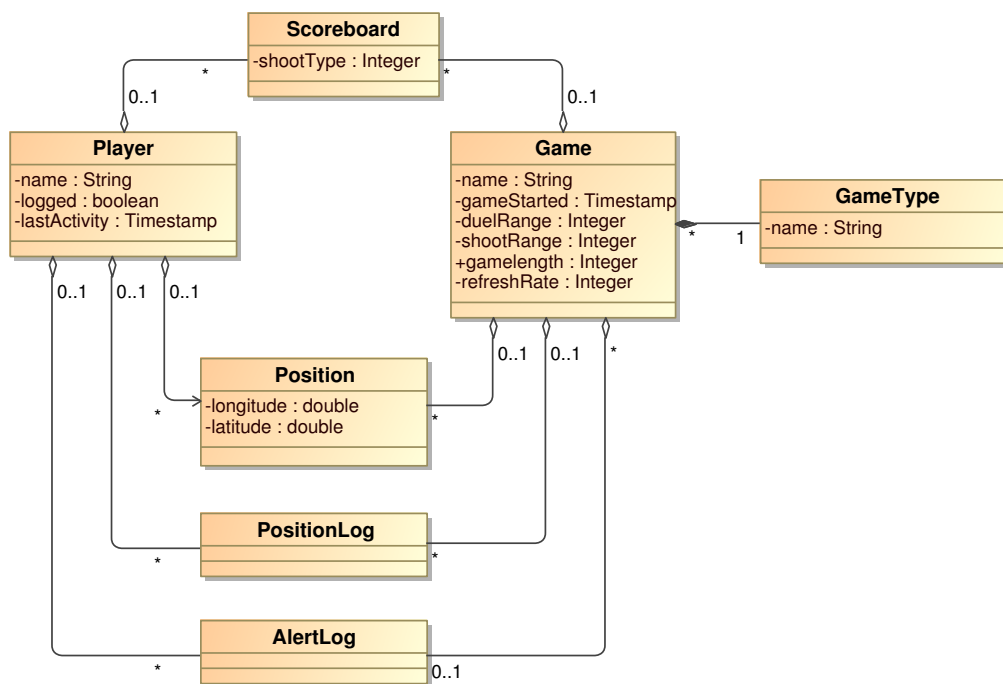 Scoreboard
-shootType : Integer
*
*
0..1
0..1
Player
-name : String
-logged : boolean
-lastActivity : Timestamp
Game
-name : String
-gameStarted : Timestamp
-duelRange : Integer
-shootRange : Integer
+gamelength : Integer
-refreshRate : Integer
*
1
GameType
-name : String
0..1
0..1
0..1
0..1
0..1
*
Position
-longitude : double
-latitude : double
*
*
PositionLog
*
*
AlertLog
*
0..1